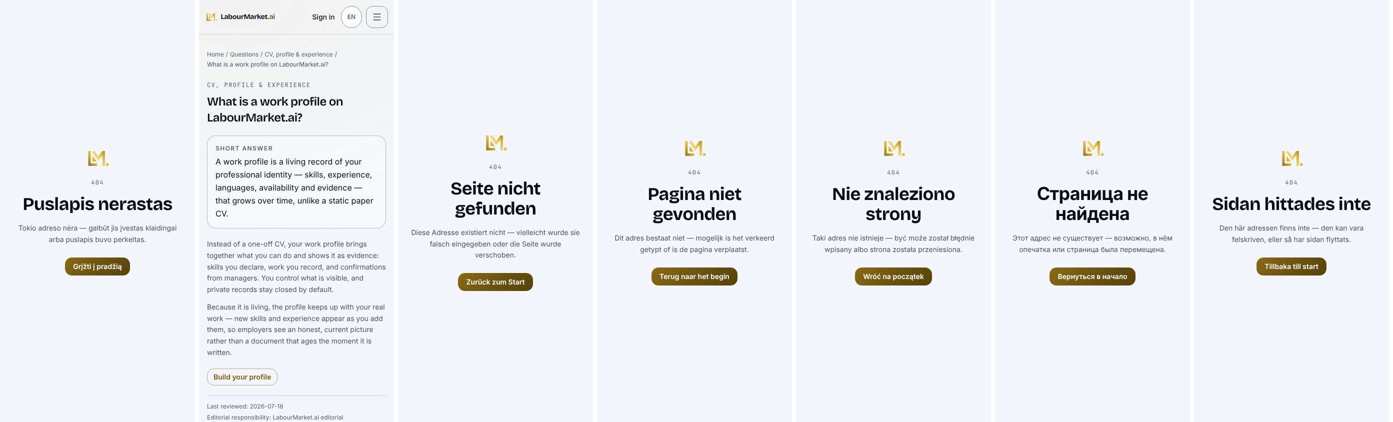 404
Puslapis nerastas
Tokio adreso nėra — galbūt jis įvestas klaidingai
arba puslapis buvo perkeltas.
Grįžti į pradžią
LabourMarket.ai
Sign in
EN
Home / Questions / CV, profile & experience /
What is a work profile on LabourMarket.ai?
CV, PROFILE & EXPERIENCE
What is a work profile on
LabourMarket.ai?
SHORT ANSWER
A work profile is a living record of your
professional identity — skills, experience,
languages, availability and evidence —
that grows over time, unlike a static paper
CV.
Instead of a one-off CV, your work profile brings
together what you can do and shows it as evidence:
skills you declare, work you record, and confirmations
from managers. You control what is visible, and
private records stay closed by default.
Because it is living, the profile keeps up with your real
work — new skills and experience appear as you add
them, so employers see an honest, current picture
rather than a document that ages the moment it is
written.
Build your profile
Last reviewed: 2026-07-18
Editorial responsibility: LabourMarket.ai editorial
404
Seite nicht
gefunden
Diese Adresse existiert nicht — vielleicht wurde sie
falsch eingegeben oder die Seite wurde
verschoben.
Zurück zum Start
404
Pagina niet
gevonden
Dit adres bestaat niet — mogelijk is het verkeerd
getypt of is de pagina verplaatst.
Terug naar het begin
404
Nie znaleziono
strony
Taki adres nie istnieje — być może został błędnie
wpisany albo strona została przeniesiona.
Wróć na początek
404
Страница не
найдена
Этот адрес не существует — возможно, в нём
опечатка или страница была перемещена.
Вернуться в начало
404
Sidan hittades inte
Den här adressen finns inte — den kan vara
felskriven, eller så har sidan flyttats.
Tillbaka till start